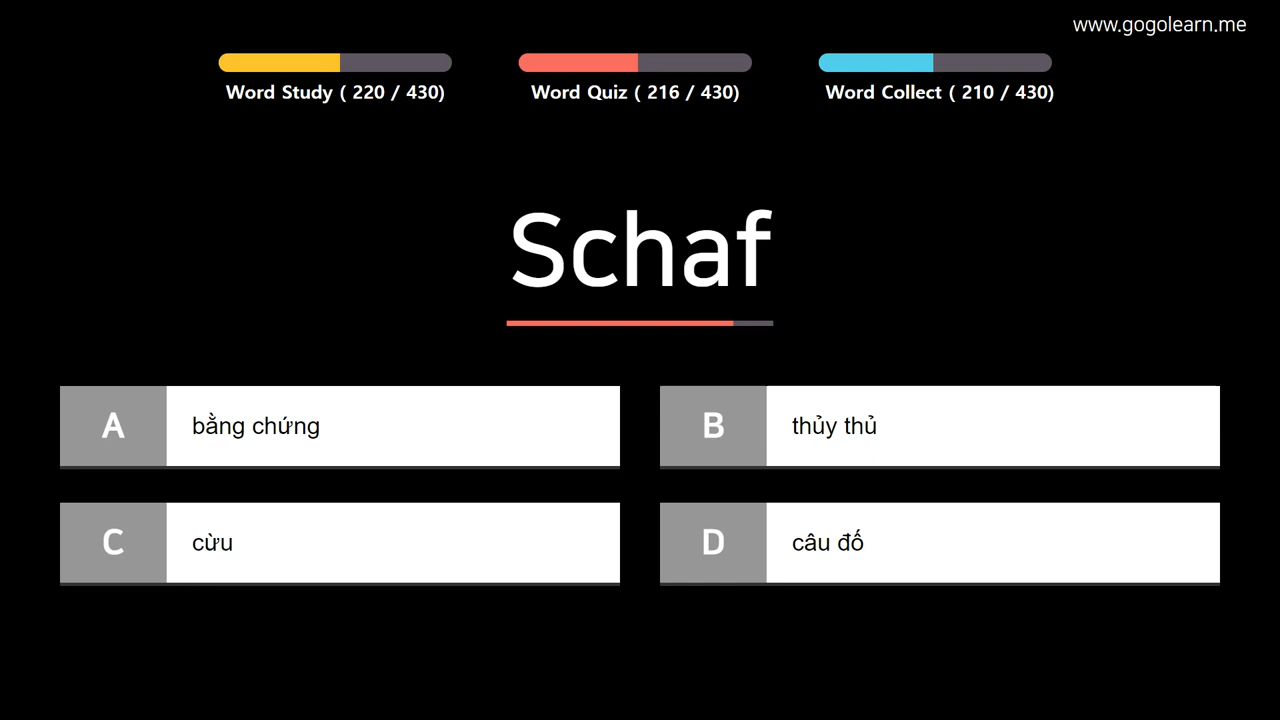 www.gogolearn.me
Word Study ( 220 / 430)
Word Quiz ( 216 / 430)
Word Collect ( 210 / 430)
Schaf
A bằng chứng
B thủy thủ
C cừu
D câu đố